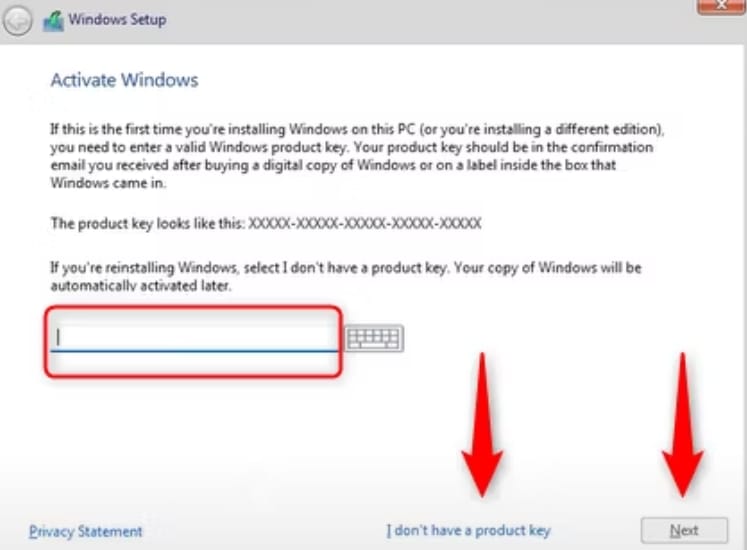 Windows Setup
Activate Windows
If this is the first time you're installing Windows on this PC (or you're installing a different edition),
you need to enter a valid Windows product key. Your product key should be in the confirmation
email you received after buying a digital copy of Windows or on a label inside the box that
Windows came in.
The product key looks like this: XXXXX-XXXXX-XXXXX-XXXXX-XXXXX
If you're reinstalling Windows, select I don't have a product key. Your copy of Windows will be
automatically activated later.
Privacy Statement
I don't have a product key
Next